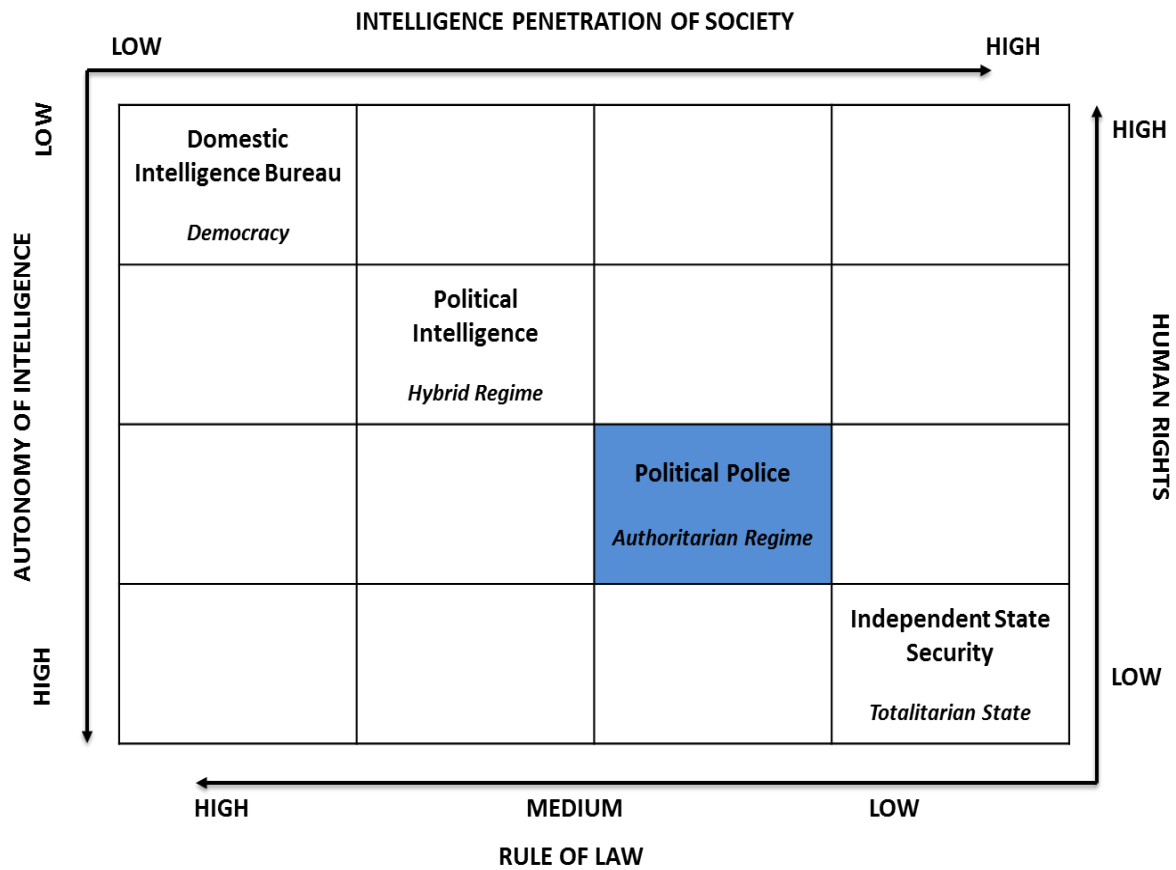 INTELLIGENCE PENETRATION OF SOCIETY
LOW
HIGH
LOW
AUTONOMY OF INTELLIGENCE
HIGH
Domestic
Intelligence Bureau
Democracy
Political
Intelligence
Hybrid Regime
Political Police
Authoritarian Regime
Independent State
Security
Totalitarian State
HIGH
HUMAN RIGHTS
LOW
HIGH
MEDIUM
LOW
RULE OF LAW